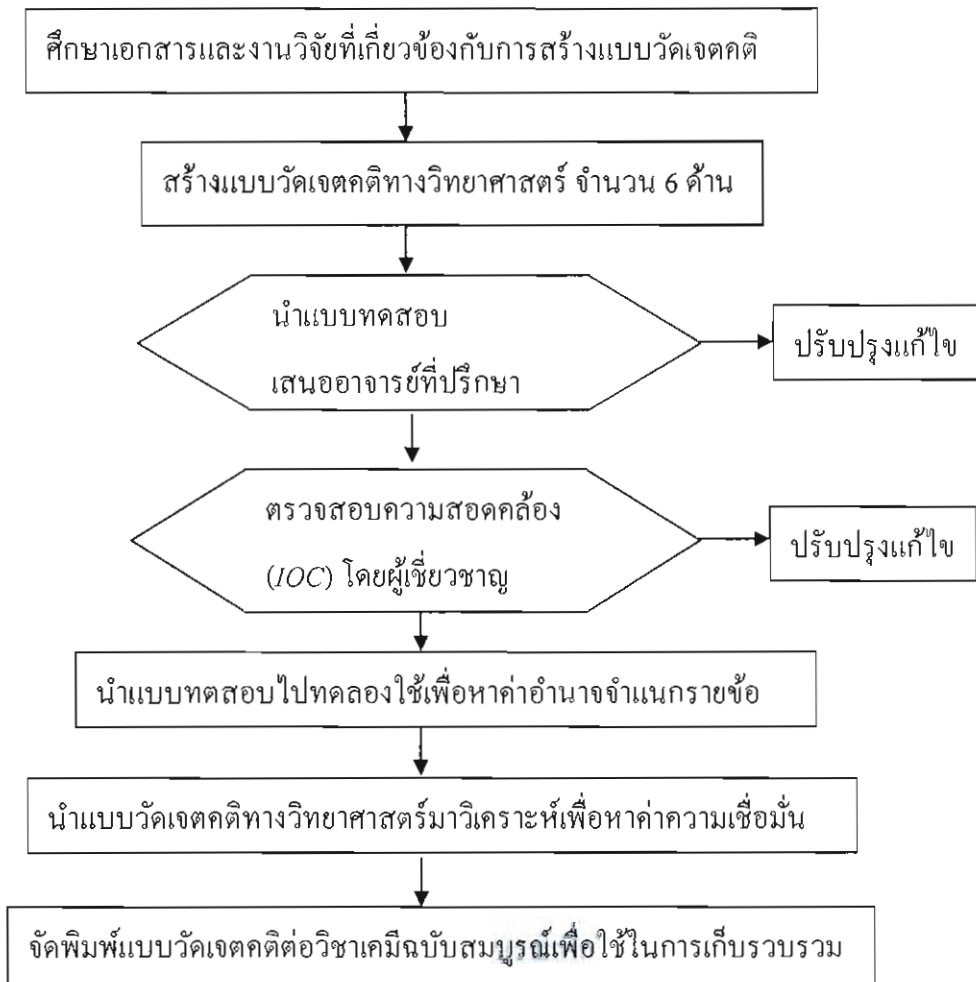 ศึกษาเอกสารและงานวิจัยที่เกี่ยวข้องกับการสร้างแบบวัดเจตคติ
สร้างแบบวัดเจตคติทางวิทยาศาสตร์ จำนวน 6 ด้าน
นำแบบทดสอบ
เสนออาจารย์ที่ปรึกษา
ปรับปรุงแก้ไข
ตรวจสอบความสอดคล้อง
(IOC) โดยผู้เชี่ยวชาญ
ปรับปรุงแก้ไข
นำแบบทตสอบไปทดลองใช้เพื่อหาค่าอำนาจจำแนกรายข้อ
นำแบบวัดเจตคติทางวิทยาศาสตร์มาวิเคราะห์เพื่อหาค่าความเชื่อมั่น
จัดพิมพ์แบบวัดเจตคติต่อวิชาเคมีฉบับสมบูรณ์เพื่อใช้ในการเก็บรวบรวม